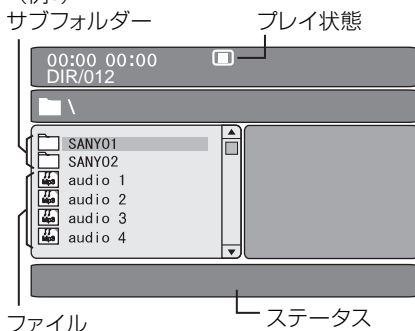 サブフォルダー
プレイ状態
00:00 00:00
DIR/012
\
SANYO1
SANYO2
audio 1
audio 2
audio 3
audio 4
ファイル
ステータス